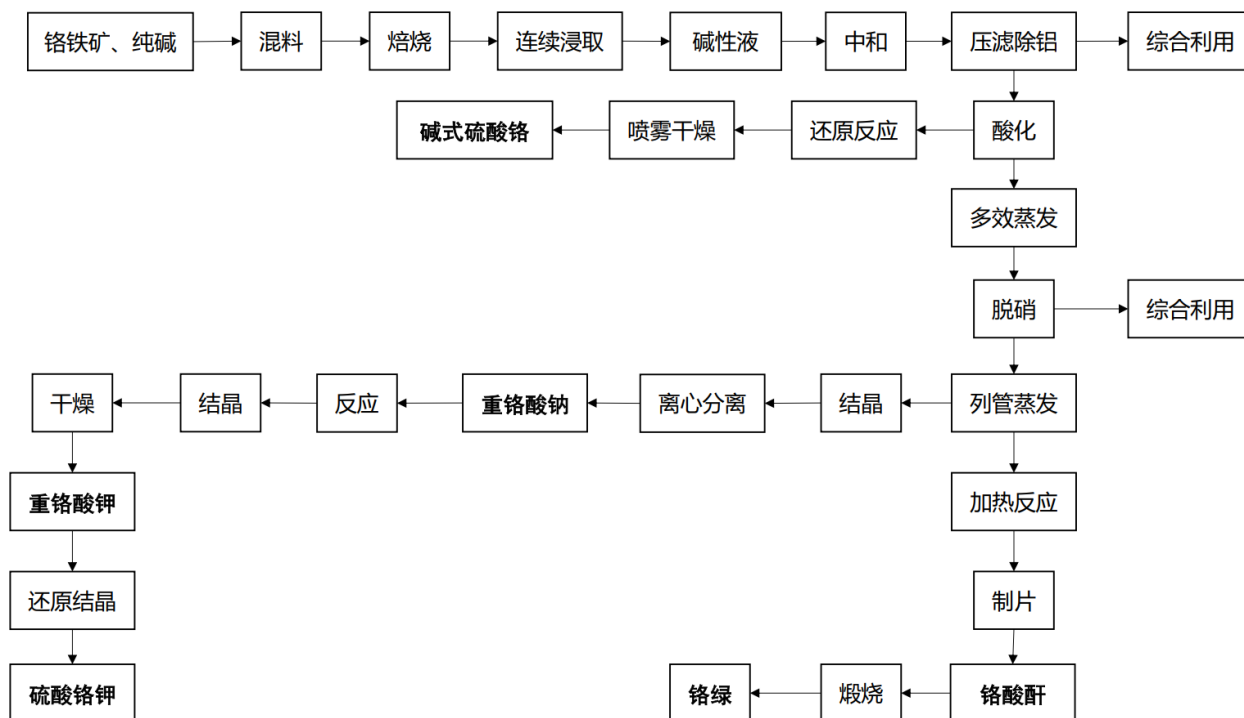 铬铁矿、纯碱
混料
焙烧
连续浸取
碱性液
中和
压滤除铝
综合利用
碱式硫酸铬
喷雾干燥
还原反应
酸化
多效蒸发
脱硝
综合利用
干燥
结晶
反应
重铬酸钠
离心分离
结晶
列管蒸发
重铬酸钾
加热反应
还原结晶
制片
硫酸铬钾
铬绿
煅烧
铬酸酐